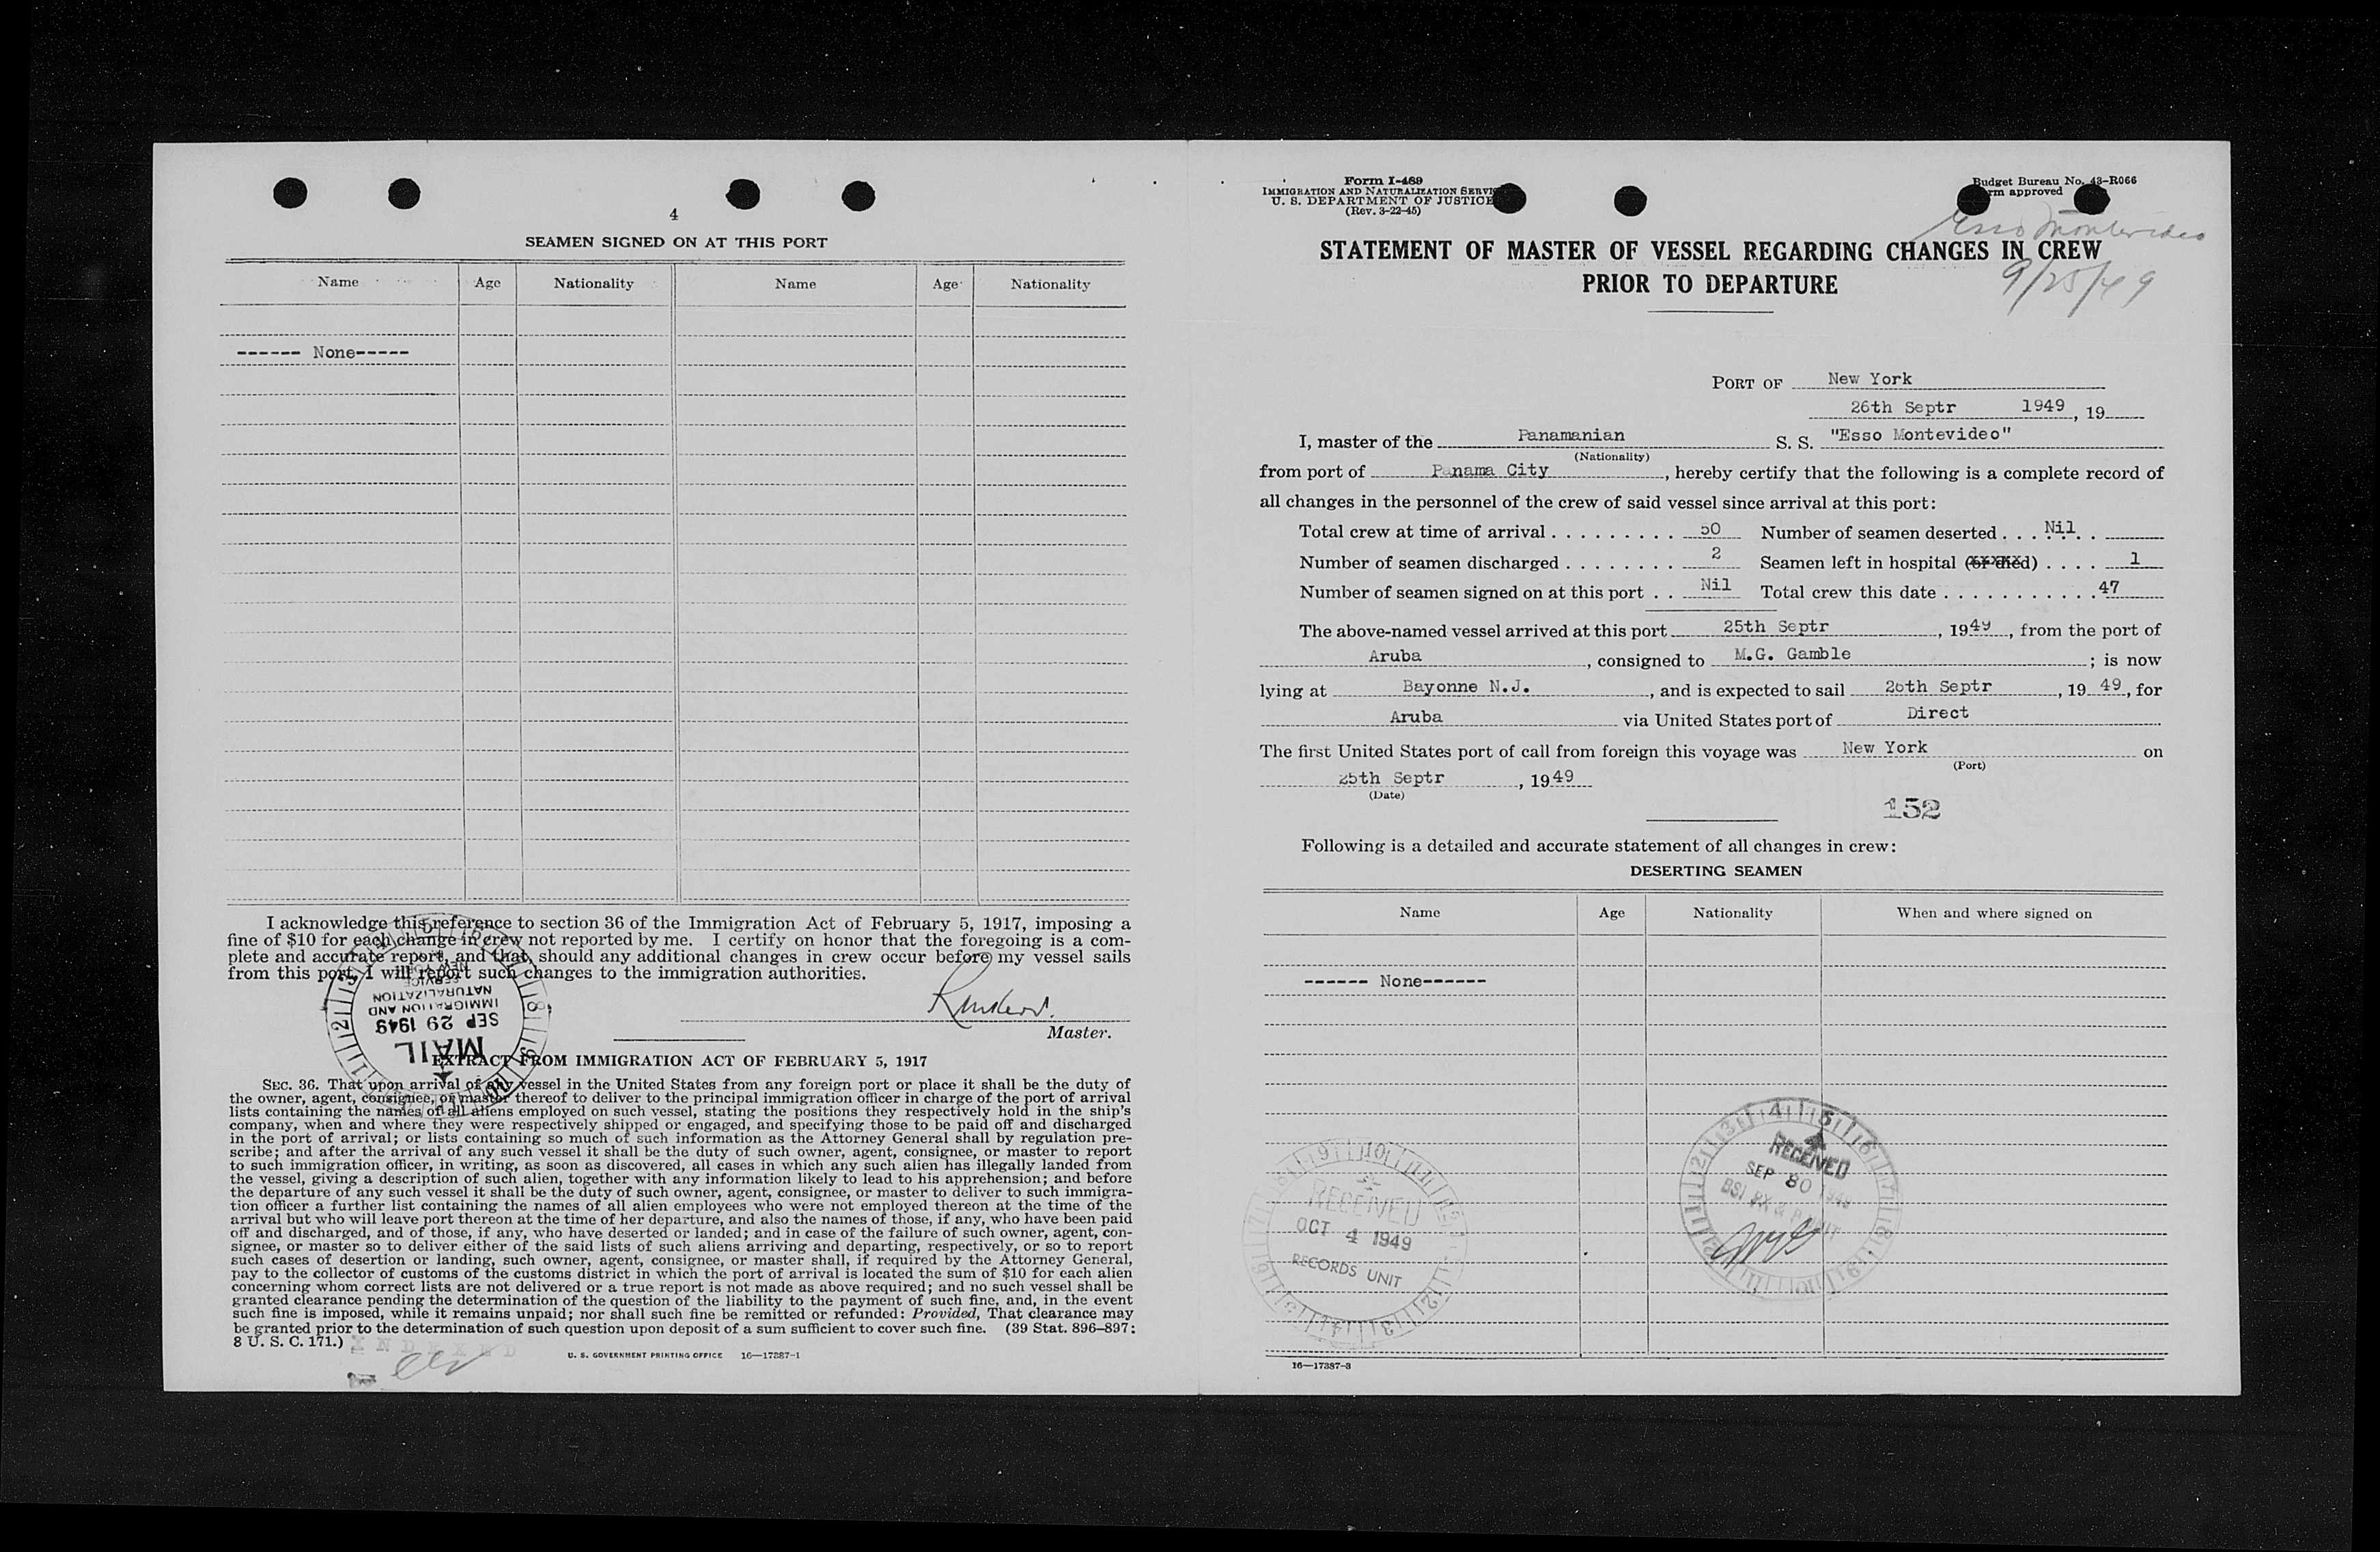 4
SEAMEN SIGNED ON AT THIS PORT
Name Age Nationality Name Age Nationality
------ None-----
I acknowledge this reference to section 36 of the Immigration Act of February 5, 1917, imposing a
fine of $10 for each change in crew not reported by me. I certify on honor that the foregoing is a com-
plete and accurate report, and that, should any additional changes in crew occur before my vessel sails
from this port, I will report such changes to the immigration authorities.
Master.
MAIL
SEP 29 1949
IMMIGRATION AND
NATURALIZATION
SERVICE
EXTRACT FROM IMMIGRATION ACT OF FEBRUARY 5, 1917
SEC. 36. That upon arrival of any vessel in the United States from any foreign port or place it shall be the duty of
the owner, agent, consignee, or master thereof to deliver to the principal immigration officer in charge of the port of arrival
lists containing the names of all aliens employed on such vessel, stating the positions they respectively hold in the ship's
company, when and where they were respectively shipped or engaged, and specifying those to be paid off and discharged
in the port of arrival; or lists containing so much of such information as the Attorney General shall by regulation pre-
scribe; and after the arrival of any such vessel it shall be the duty of such owner, agent, consignee, or master to report
to such immigration officer, in writing, as soon as discovered, all cases in which any such alien has illegally landed from
the vessel, giving a description of such alien, together with any information likely to lead to his apprehension; and before
the departure of any such vessel it shall be the duty of such owner, agent, consignee, or master to deliver to such immigra-
tion officer a further list containing the names of all alien employees who were not employed thereon at the time of the
arrival but who will leave port thereon at the time of her departure, and also the names of those, if any, who have been paid
off and discharged, and of those, if any, who have deserted or landed; and in case of the failure of such owner, agent, con-
signee, or master so to deliver either of the said lists of such aliens arriving and departing, respectively, or so to report
such cases of desertion or landing, such owner, agent, consignee, or master shall, if required by the Attorney General,
pay to the collector of customs of the customs district in which the port of arrival is located the sum of $10 for each alien
concerning whom correct lists are not delivered or a true report is not made as above required; and no such vessel shall be
granted clearance pending the determination of the question of the liability to the payment of such fine, and, in the event
such fine is imposed, while it remains unpaid; nor shall such fine be remitted or refunded: Provided, That clearance may
be granted prior to the determination of such question upon deposit of a sum sufficient to cover such fine. (39 Stat. 896–897;
8 U. S. C. 171.)
U. S. GOVERNMENT PRINTING OFFICE 16—17387-1
Form I-489
IMMIGRATION AND NATURALIZATION SERVI
U. S. DEPARTMENT OF JUSTICE
(Rev. 3-22-45)
Budget Bureau No. 43-R066
rm approved
Esso Montevideo
STATEMENT OF MASTER OF VESSEL REGARDING CHANGES IN CREW
PRIOR TO DEPARTURE
9/25/49
PORT OF New York
26th Septr 1949, 19
I, master of the Panamanian S. S. "Esso Montevideo"
(Nationality)
from port of Panama City, hereby certify that the following is a complete record of
all changes in the personnel of the crew of said vessel since arrival at this port:
Total crew at time of arrival . . . . . . . . . 50 Number of seamen deserted . . . Nil. .
Number of seamen discharged . . . . . . . . 2 Seamen left in hospital (or died) . . . . 1
Number of seamen signed on at this port . . Nil Total crew this date . . . . . . . . . . . 47
The above-named vessel arrived at this port 25th Septr, 1949, from the port of
Aruba, consigned to M.G. Gamble; is now
lying at Bayonne N.J., and is expected to sail 26th Septr, 19 49, for
Aruba via United States port of Direct
The first United States port of call from foreign this voyage was New York on
(Port)
25th Septr, 1949
(Date)
152
Following is a detailed and accurate statement of all changes in crew:
DESERTING SEAMEN
Name Age Nationality When and where signed on
------ None------
RECEIVED
SEP 30 1949
RECEIVED
OCT 4 1949
RECORDS UNIT
16—17387-3